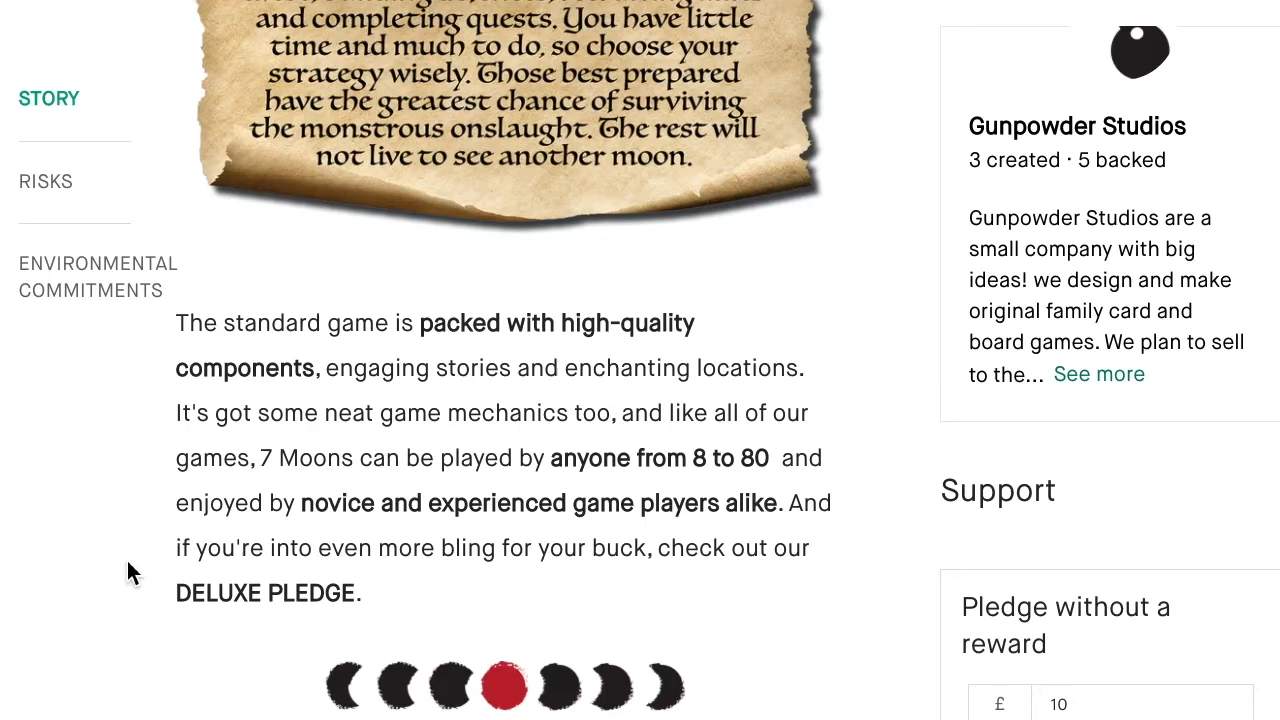 and completing quests. You have little
time and much to do, so choose your
strategy wisely. Those best prepared
have the greatest chance of surviving
the monstrous onslaught. The rest will
not live to see another moon.
STORY
RISKS
ENVIRONMENTAL
COMMITMENTS
The standard game is packed with high-quality
components, engaging stories and enchanting locations.
It's got some neat game mechanics too, and like all of our
games, 7 Moons can be played by anyone from 8 to 80 and
enjoyed by novice and experienced game players alike. And
if you're into even more bling for your buck, check out our
DELUXE PLEDGE.
Gunpowder Studios
3 created · 5 backed
Gunpowder Studios are a
small company with big
ideas! we design and make
original family card and
board games. We plan to sell
to the... See more
Support
Pledge without a
reward
£ 10